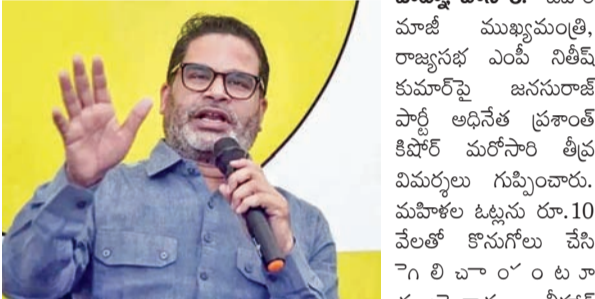 మాజీ ముఖ్యమంత్రి,
రాజ్యసభ ఎంపీ నితీష్
కుమార్‌పై జనసురాజ్
పార్టీ అధినేత ప్రశాంత్
కిషోర్ మరోసారి తీవ్ర
విమర్శలు గుప్పించారు.
మహిళల ఓట్లను రూ.10
వేలతో కొనుగోలు చేసి
గెలిచారంటూ